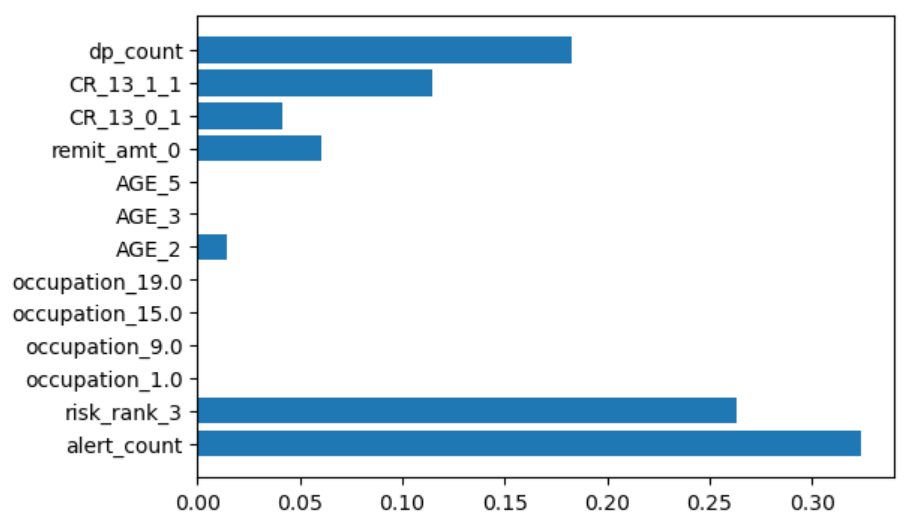 dp_count
CR_13_1_1
CR_13_0_1
remit_amt_0
AGE_5
AGE_3
AGE_2
occupation_19.0
occupation_15.0
occupation_9.0
occupation_1.0
risk_rank_3
alert_count
0.00 0.05 0.10 0.15 0.20 0.25 0.30